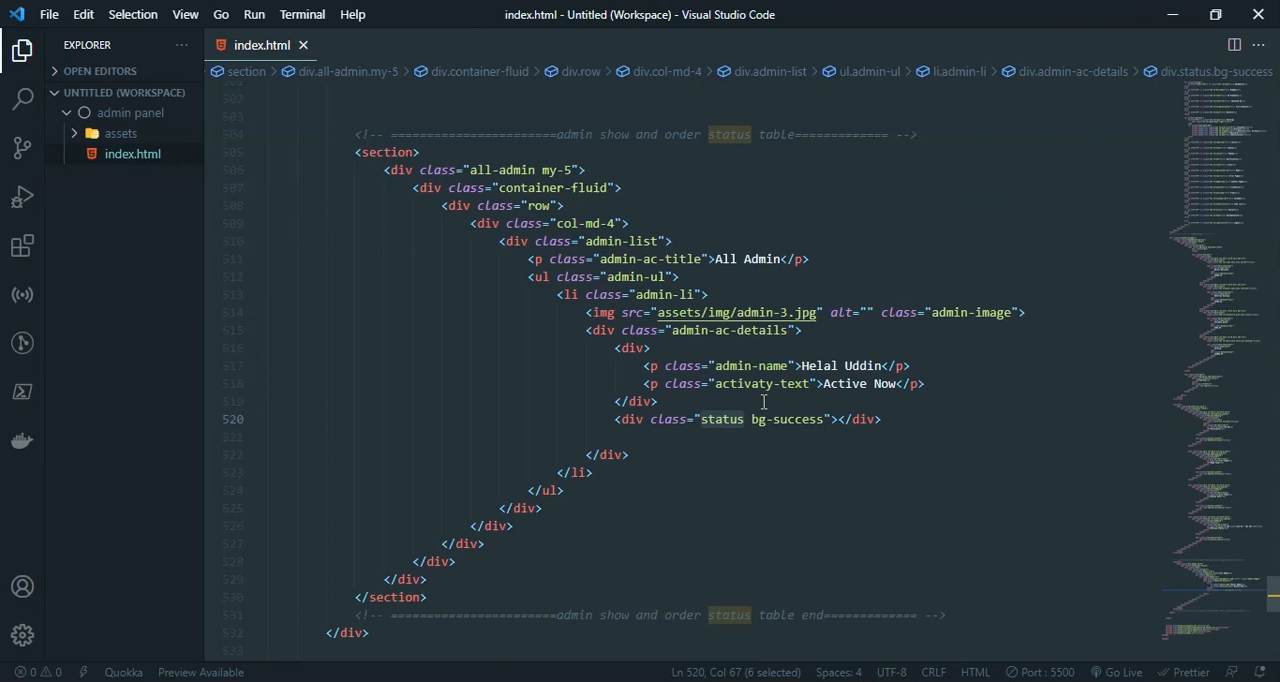 File Edit Selection View Go Run Terminal Help index.html - Untitled (Workspace) - Visual Studio Code
EXPLORER
OPEN EDITORS
UNTITLED (WORKSPACE)
admin panel
assets
index.html
index.html
section > div.all-admin.my-5 > div.container-fluid > div.row > div.col-md-4 > div.admin-list > ul.admin-ul > li.admin-li > div.admin-ac-details > div.status.bg-success
502
503
504 <!-- =======================admin show and order status table============= -->
505 <section>
506 <div class="all-admin my-5">
507 <div class="container-fluid">
508 <div class="row">
509 <div class="col-md-4">
510 <div class="admin-list">
511 <p class="admin-ac-title">All Admin</p>
512 <ul class="admin-ul">
513 <li class="admin-li">
514 <img src="assets/img/admin-3.jpg" alt="" class="admin-image">
515 <div class="admin-ac-details">
516 <div>
517 <p class="admin-name">Helal Uddin</p>
518 <p class="activaty-text">Active Now</p>
519 </div>
520 <div class="status bg-success"></div>
521
522 </div>
523 </li>
524 </ul>
525 </div>
526 </div>
527 </div>
528 </div>
529 </div>
530 </section>
531 <!-- =======================admin show and order status table end============= -->
532 </div>
533
0 0 Quokka Preview Available Ln 520, Col 67 (6 selected) Spaces: 4 UTF-8 CRLF HTML Port : 5500 Go Live Prettier